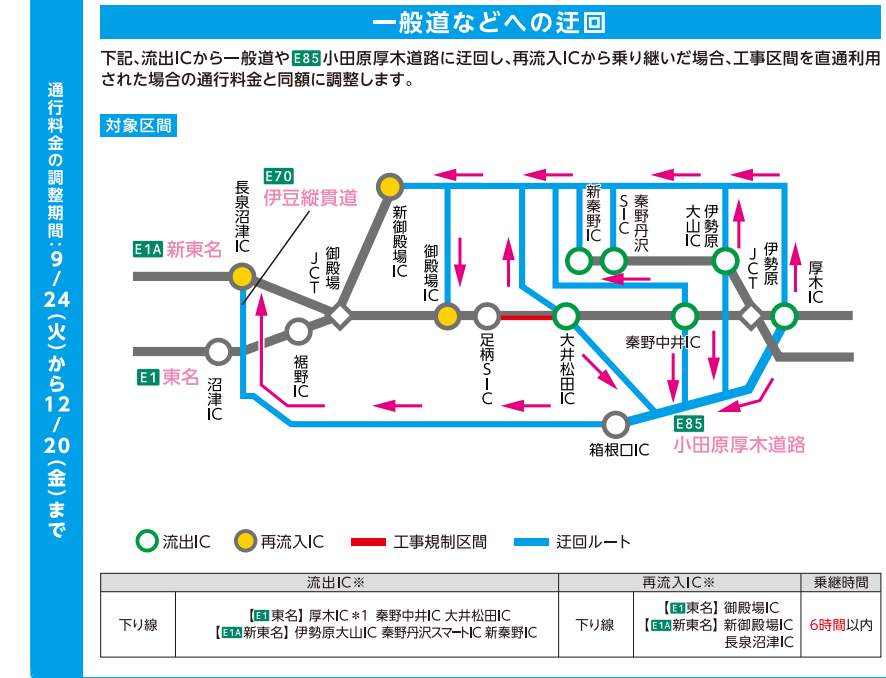 一般道などへの迂回
下記、流出ICから一般道やE85小田原厚木道路に迂回し、再流入ICから乗り継いだ場合、工事区間を直通利用
された場合の通行料金と同額に調整します。
通行料金の調整期間：9/24(火)から12/20(金)まで
対象区間
E70
伊豆縦貫道
長泉沼津IC
E1A 新東名
御殿場JCT
新御殿場IC
御殿場IC
新秦野IC
秦野丹沢SIC
伊勢原大山IC
伊勢原JCT
厚木IC
E1 東名
沼津IC
裾野IC
足柄SIC
大井松田IC
秦野中井IC
箱根口IC
E85
小田原厚木道路
流出IC 再流入IC 工事規制区間 迂回ルート
流出IC※ 再流入IC※ 乗継時間
下り線 【E1東名】 厚木IC＊1 秦野中井IC 大井松田IC
【E1A新東名】 伊勢原大山IC 秦野丹沢スマートIC 新秦野IC
下り線 【E1東名】 御殿場IC
【E1A新東名】 新御殿場IC
長泉沼津IC
6時間以内